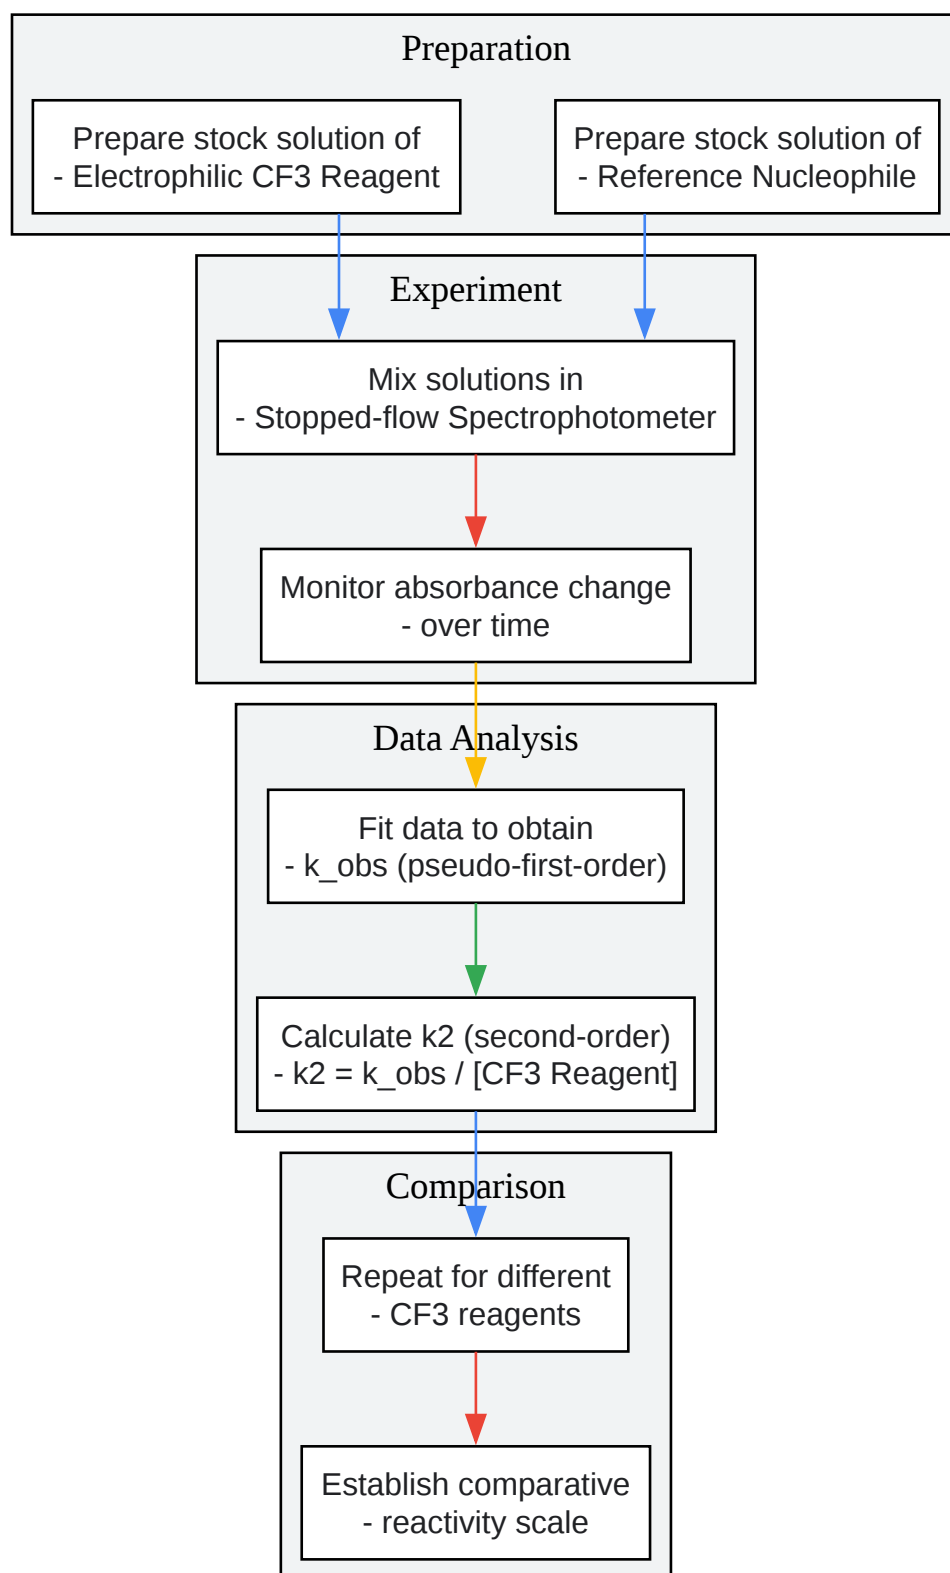 Preparation
Prepare stock solution of
- Electrophilic CF3 Reagent
Prepare stock solution of
- Reference Nucleophile
Experiment
Mix solutions in
- Stopped-flow Spectrophotometer
Monitor absorbance change
- over time
Data Analysis
Fit data to obtain
- k_obs (pseudo-first-order)
Calculate k2 (second-order)
- k2 = k_obs / [CF3 Reagent]
Comparison
Repeat for different
- CF3 reagents
Establish comparative
- reactivity scale